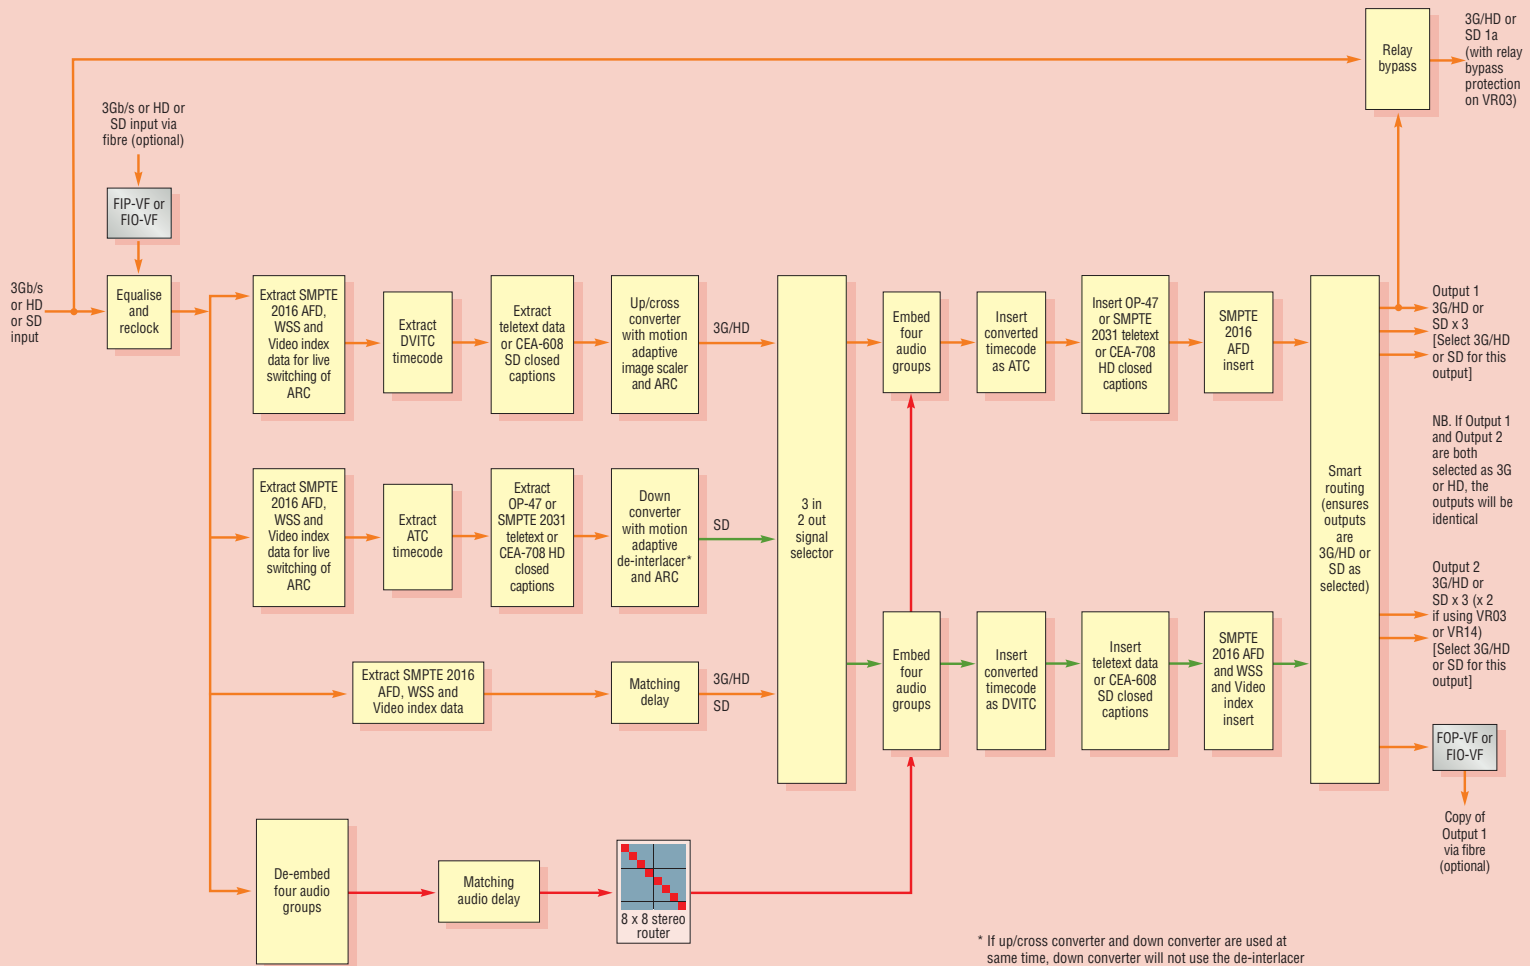 3G/HD or
SD 1a
(with relay
bypass
protection
on VR03)
Relay
bypass
3Gb/s or HD or
SD input via
fibre (optional)
FIP-VF or
FIO-VF
3Gb/s
or HD
or SD
input
Equalise
and
reclock
Extract SMPTE
2016 AFD,
WSS and
Video index
data for live
switching of
ARC
Extract
DVITC
timecode
Extract
teletext data
or CEA-608
SD closed
captions
Up/cross
converter
with motion
adaptive
image scaler
and ARC
3G/HD
Embed
four
audio
groups
Insert
converted
timecode
as ATC
Insert OP-47
or SMPTE
2031 teletext
or CEA-708
HD closed
captions
SMPTE
2016
AFD
insert
Output 1
3G/HD or
SD x 3
[Select 3G/HD
or SD for this
output]
NB. If Output 1
and Output 2
are both
selected as 3G
or HD, the
outputs will be
identical
Extract SMPTE
2016 AFD,
WSS and
Video index
data for live
switching of
ARC
Extract
ATC
timecode
Extract
OP-47 or
SMPTE 2031
teletext or
CEA-708 HD
closed
captions
Down
converter
with motion
adaptive
de-interlacer*
and ARC
SD
3 in
2 out
signal
selector
Smart
routing
(ensures
outputs
are
3G/HD or
SD as
selected)
Output 2
3G/HD or
SD x 3 (x 2
if using VR03
or VR14)
[Select 3G/HD
or SD for this
output]
Extract SMPTE 2016
AFD, WSS and
Video index data
Matching
delay
3G/HD
SD
Embed
four
audio
groups
Insert
converted
timecode
as DVITC
Insert
teletext data
or CEA-608
SD closed
captions
SMPTE
2016 AFD
and WSS
and Video
index
insert
FOP-VF or
FIO-VF
Copy of
Output 1
via fibre
(optional)
De-embed
four audio
groups
Matching
audio delay
8 x 8 stereo
router
* If up/cross converter and down converter are used at
same time, down converter will not use the de-interlacer